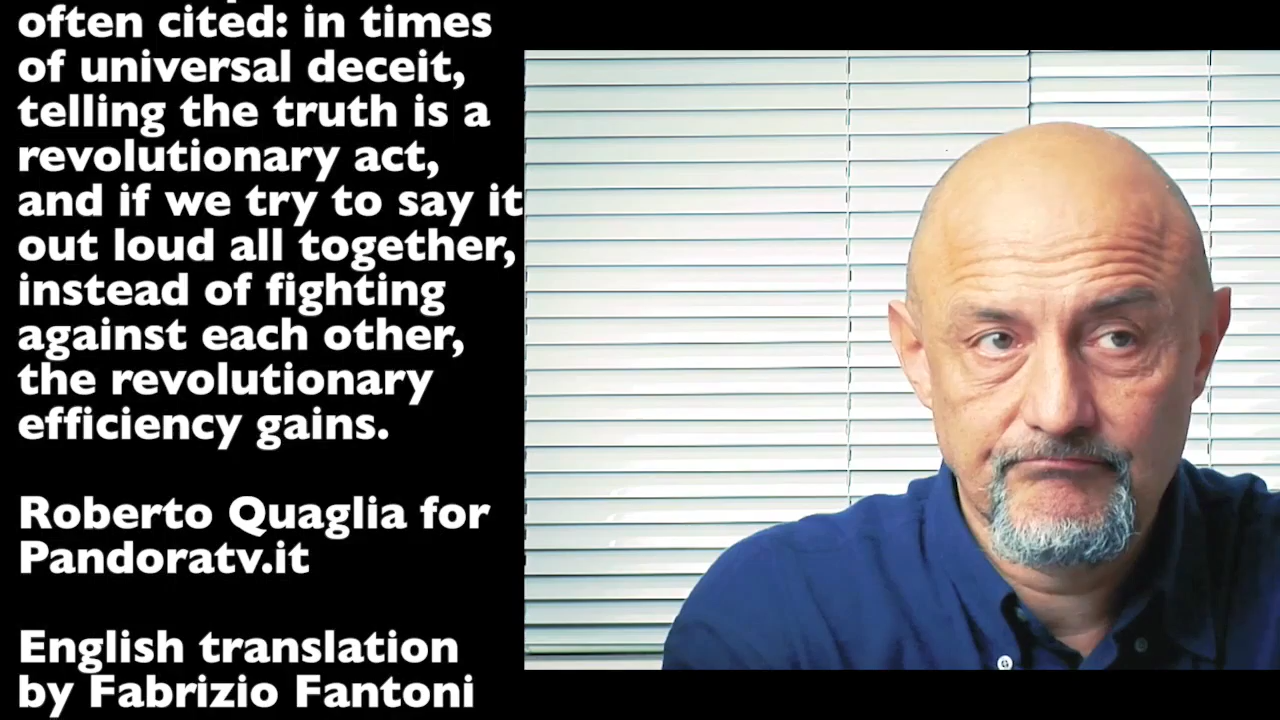 often cited: in times
of universal deceit,
telling the truth is a
revolutionary act,
and if we try to say it
out loud all together,
instead of fighting
against each other,
the revolutionary
efficiency gains.
Roberto Quaglia for
Pandoratv.it
English translation
by Fabrizio Fantoni